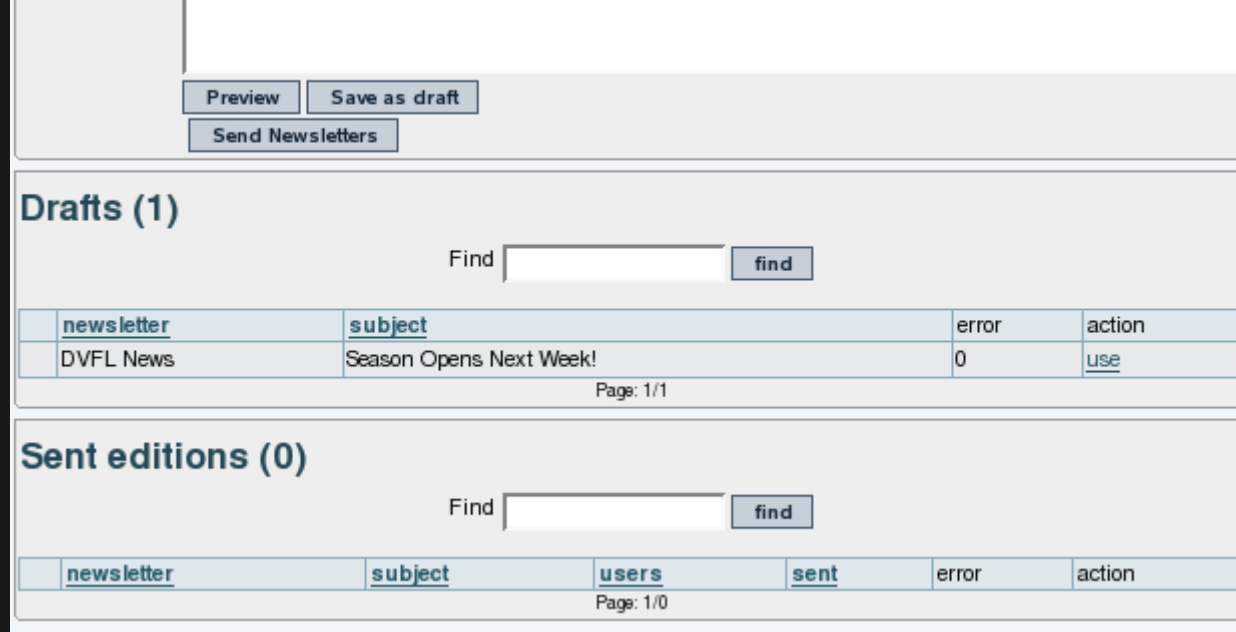 Preview Save as draft
Send Newsletters
Drafts (1)
Find find
newsletter subject error action
DVFL News Season Opens Next Week! 0 use
Page: 1/1
Sent editions (0)
Find find
newsletter subject users sent error action
Page: 1/0